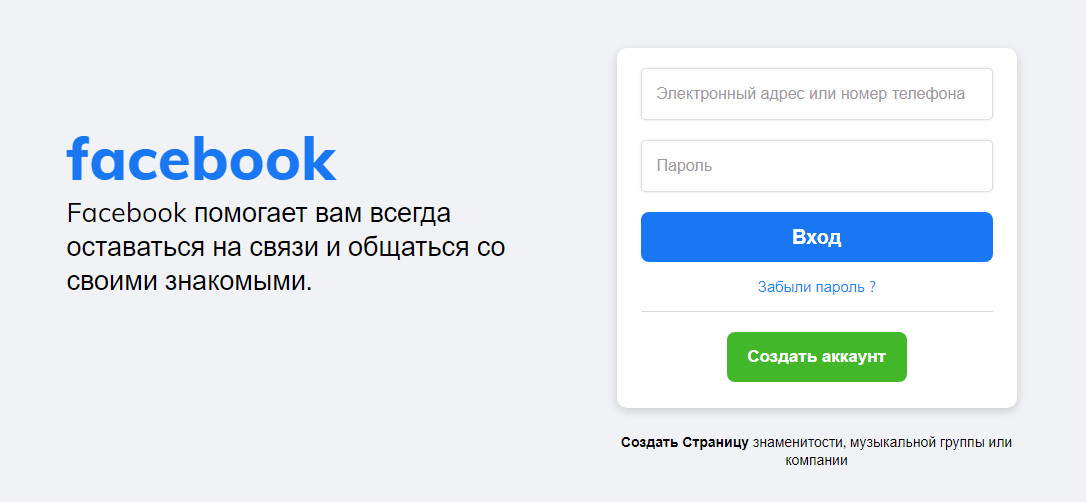 facebook
Facebook помогает вам всегда
оставаться на связи и общаться со
своими знакомыми.
Электронный адрес или номер телефона
Пароль
Вход
Забыли пароль ?
Создать аккаунт
Создать Страницу знаменитости, музыкальной группы или
компании